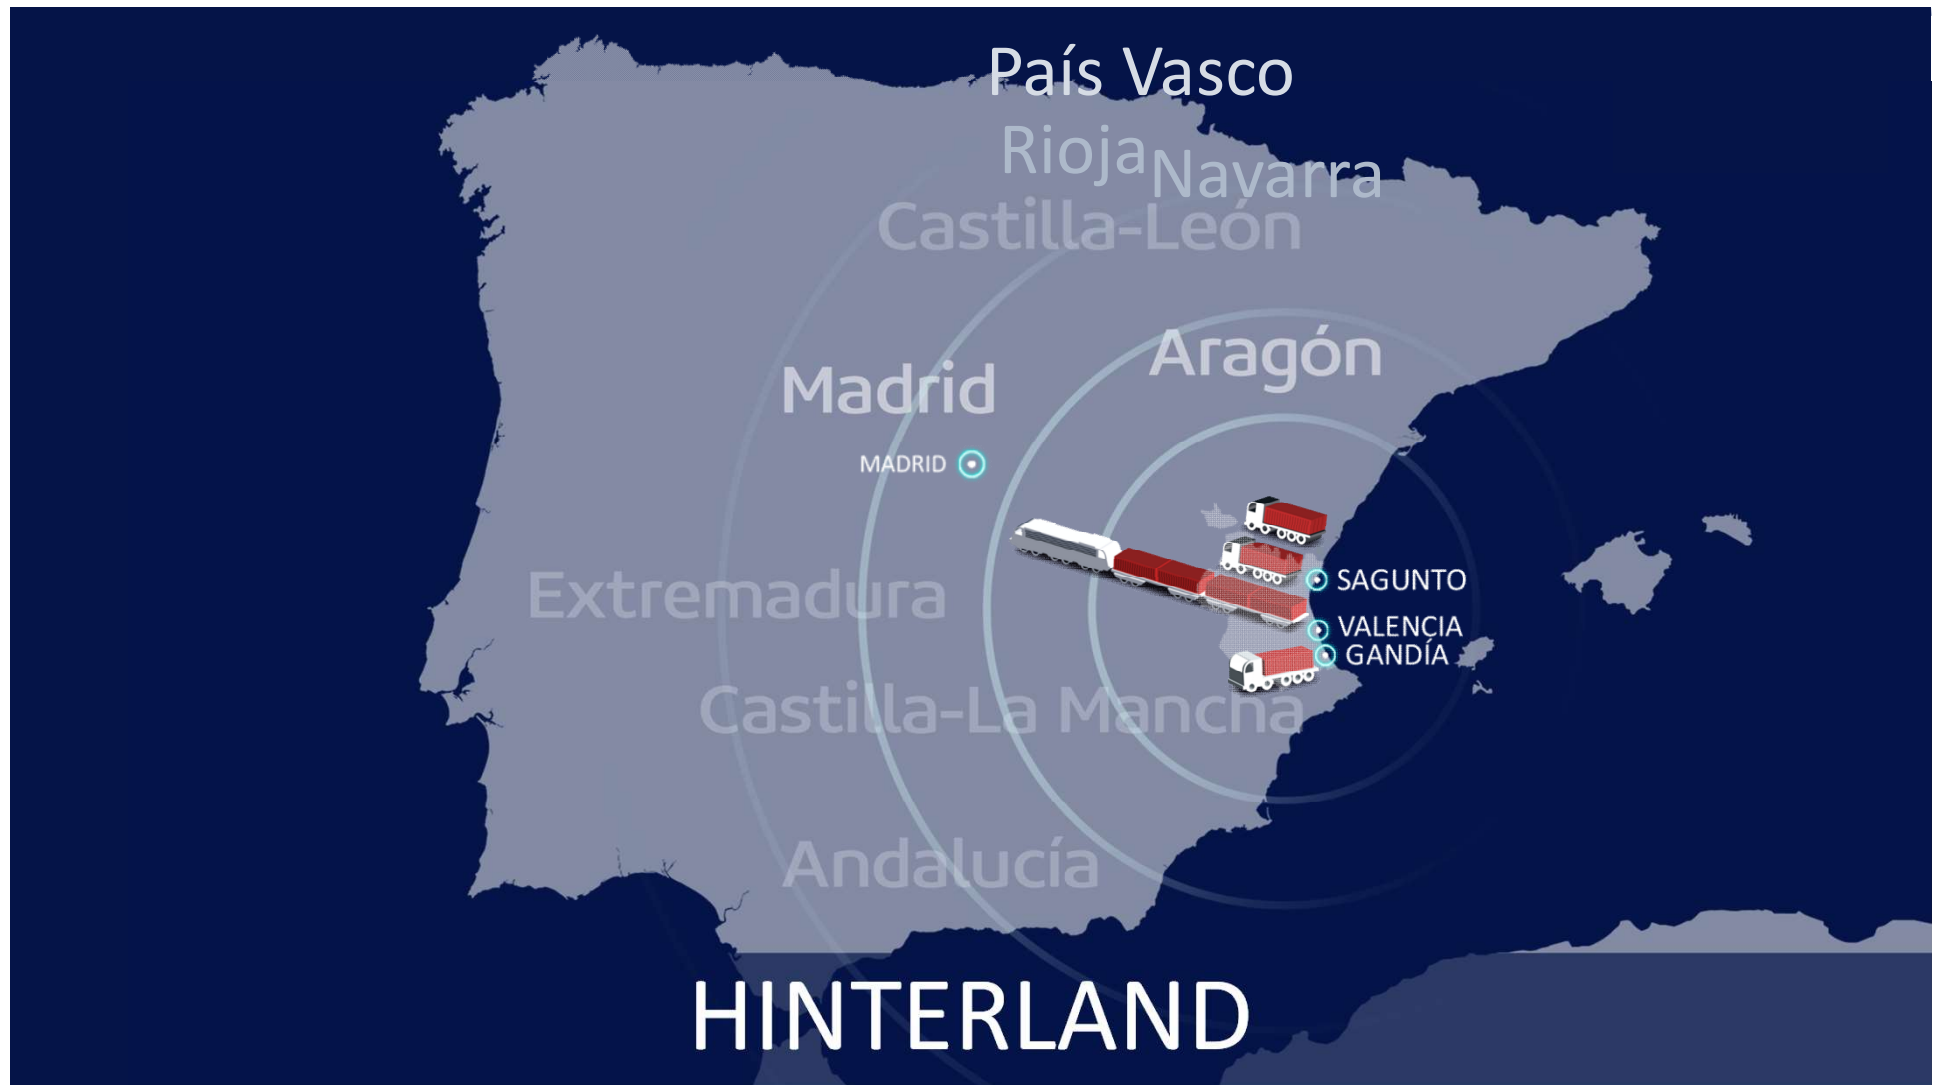 País Vasco
Rioja
Navarra
Castilla-León
Aragón
Madrid
MADRID
SAGUNTO
Extremadura
VALENCIA
GANDÍA
Castilla-La Mancha
Andalucía
HINTERLAND